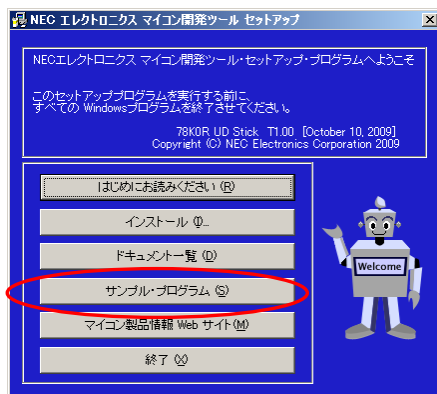 NEC エレクトロニクス マイコン開発ツール セットアップ
NECエレクトロニクス マイコン開発ツール・セットアップ・プログラムへようこそ
このセットアッププログラムを実行する前に、
すべての Windowsプログラムを終了させてください。
78K0R UD Stick T1.00 [October 10, 2009]
Copyright (C) NEC Electronics Corporation 2009
はじめにお読みください (R)
インストール (I)...
ドキュメント一覧 (D)
サンプル・プログラム (S)
マイコン製品情報 Web サイト(M)
終了 (X)
Welcome